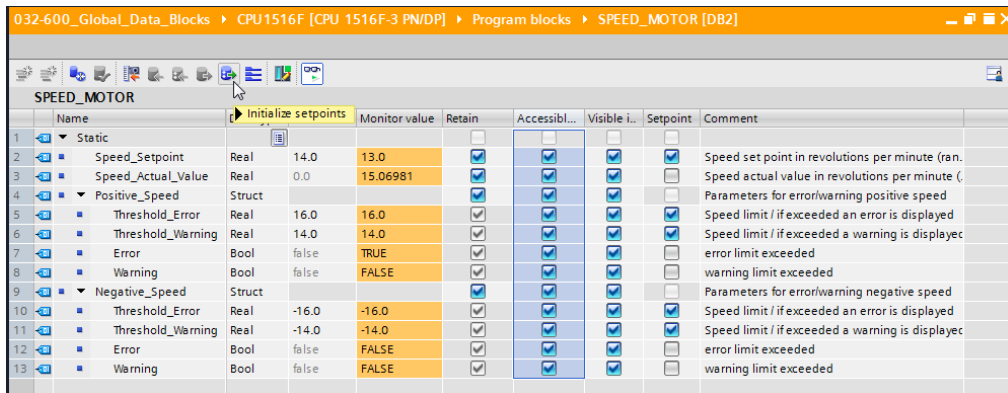 032-600_Global_Data_Blocks ▸ CPU1516F [CPU 1516F-3 PN/DP] ▸ Program blocks ▸ SPEED_MOTOR [DB2]
SPEED_MOTOR
Initialize setpoints
Name Monitor value Retain Accessibl... Visible i... Setpoint Comment
1 Static
2 Speed_Setpoint Real 14.0 13.0 Speed set point in revolutions per minute (ran.
3 Speed_Actual_Value Real 0.0 15.06981 Speed actual value in revolutions per minute (.
4 Positive_Speed Struct Parameters for error/warning positive speed
5 Threshold_Error Real 16.0 16.0 Speed limit / if exceeded an error is displayed
6 Threshold_Warning Real 14.0 14.0 Speed limit / if exceeded a warning is displayed
7 Error Bool false TRUE error limit exceeded
8 Warning Bool false FALSE warning limit exceeded
9 Negative_Speed Struct Parameters for error/warning negative speed
10 Threshold_Error Real -16.0 -16.0 Speed limit / if exceeded an error is displayed
11 Threshold_Warning Real -14.0 -14.0 Speed limit / if exceeded a warning is displayed
12 Error Bool false FALSE error limit exceeded
13 Warning Bool false FALSE warning limit exceeded